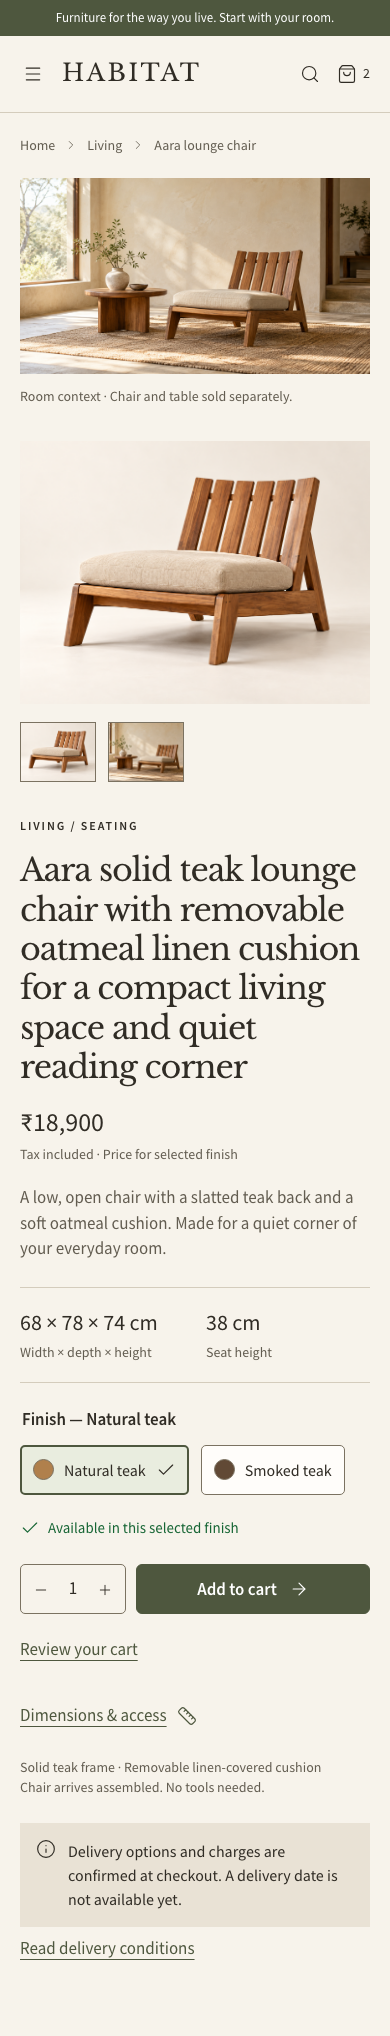 Furniture for the way you live. Start with your room.
HABITAT
2
Home
Living
Aara lounge chair
Room context · Chair and table sold separately.
LIVING / SEATING
Aara solid teak lounge
chair with removable
oatmeal linen cushion
for a compact living
space and quiet
reading corner
₹18,900
Tax included · Price for selected finish
A low, open chair with a slatted teak back and a
soft oatmeal cushion. Made for a quiet corner of
your everyday room.
68 × 78 × 74 cm
Width × depth × height
38 cm
Seat height
Finish — Natural teak
Natural teak
Smoked teak
Available in this selected finish
1
Add to cart
Review your cart
Dimensions & access
Solid teak frame · Removable linen-covered cushion
Chair arrives assembled. No tools needed.
Delivery options and charges are
confirmed at checkout. A delivery date is
not available yet.
Read delivery conditions